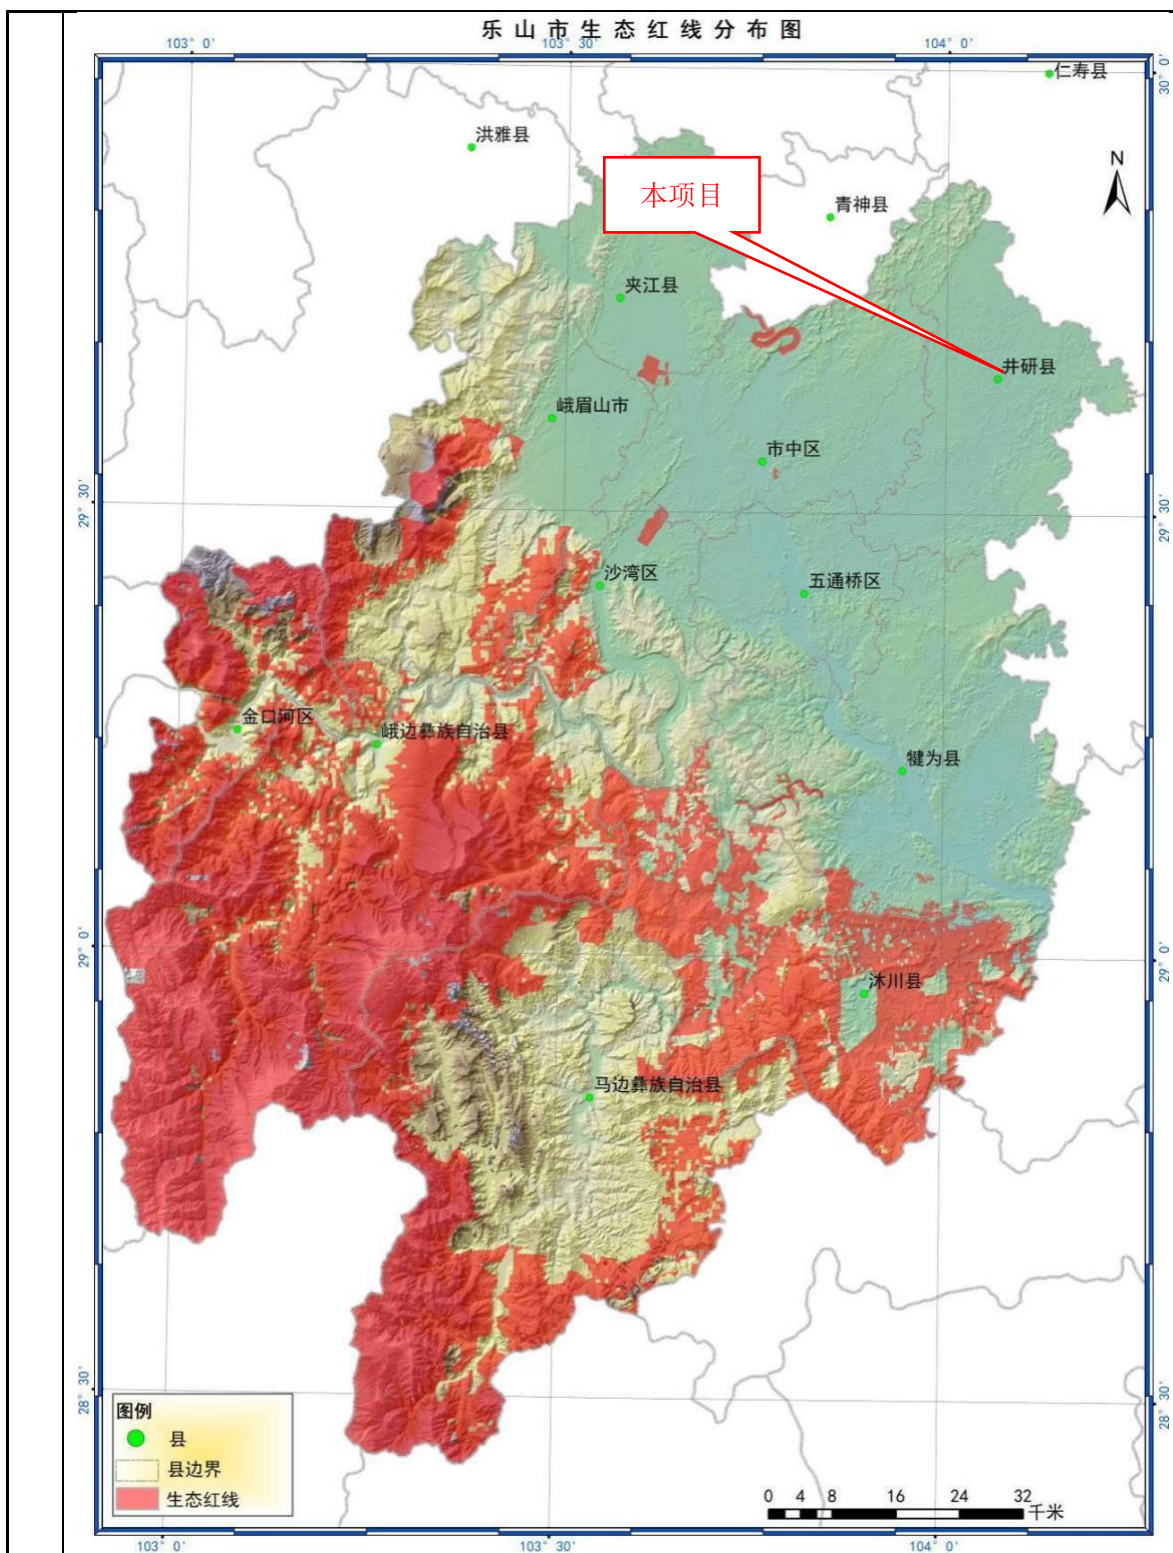 乐山市生态红线分布图
103° 0′
103° 30′
104° 0′
30° 0′
仁寿县
洪雅县
N
本项目
青神县
夹江县
井研县
峨眉山市
市中区
29° 30′
29° 30′
沙湾区
五通桥区
金口河区
峨边彝族自治县
犍为县
29° 0′
29° 0′
沐川县
马边彝族自治县
28° 30′
28° 30′
图例
县
县边界
生态红线
0 4 8 16 24 32
千米
103° 0′
103° 30′
104° 0′